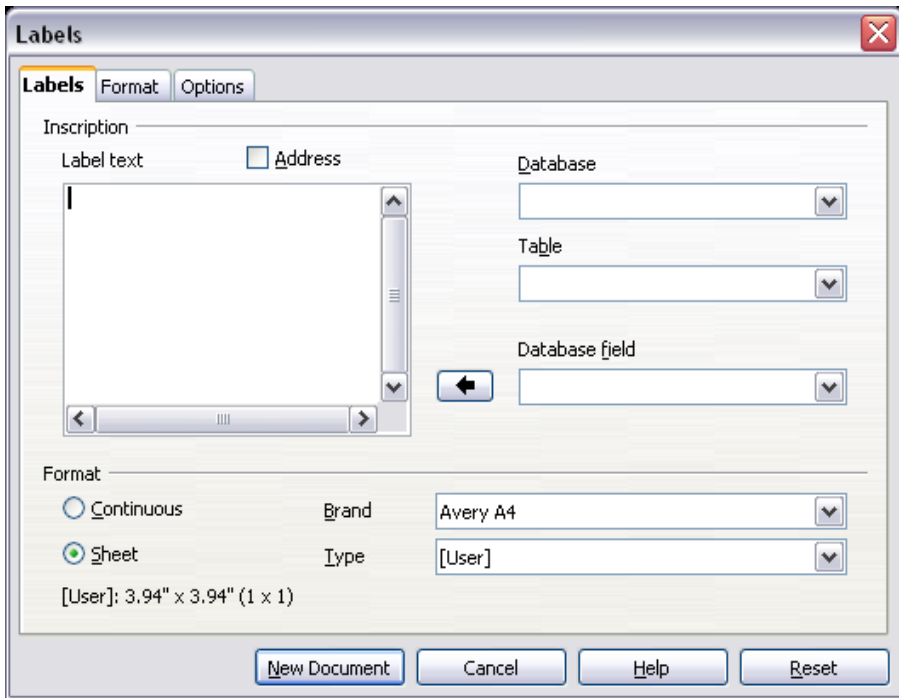 Labels
Labels Format Options
Inscription
Label text Address Database
Table
Database field
Format
Continuous Brand Avery A4
Sheet Type [User]
[User]: 3.94" x 3.94" (1 x 1)
New Document Cancel Help Reset